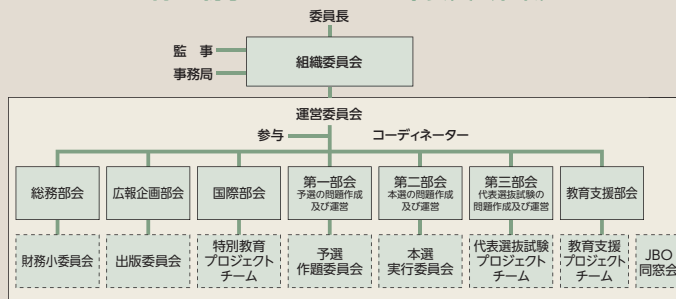 委員長
監　事
事務局
組織委員会
運営委員会
参与
コーディネーター
総務部会
広報企画部会
国際部会
第一部会
予選の問題作成
及び運営
第二部会
本選の問題作成
及び運営
第三部会
代表選抜試験の
問題作成及び運営
教育支援部会
財務小委員会
出版委員会
特別教育
プロジェクト
チーム
予選
作題委員会
本選
実行委員会
代表選抜試験
プロジェクト
チーム
教育支援
プロジェクト
チーム
JBO
同窓会